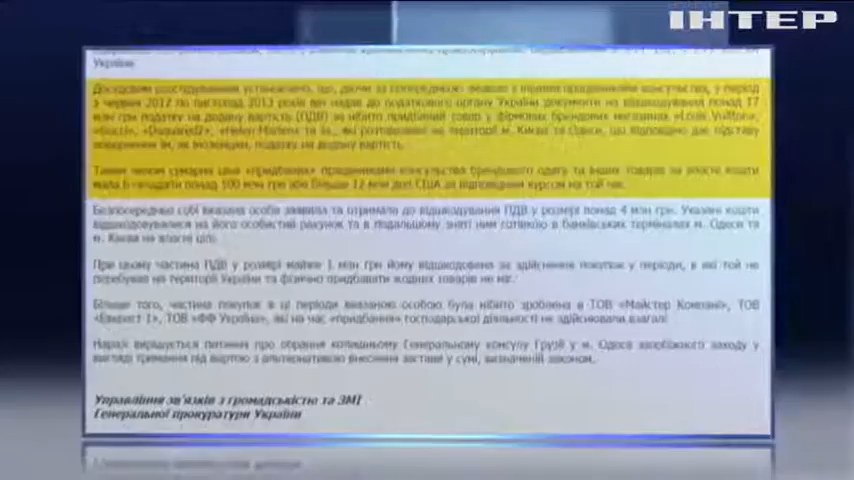 ІНТЕР
України
Досудовим розслідуванням установлено, що, діючи за попередньою змовою з іншими працівниками консульства, у період
з червня 2012 по листопад 2013 років він надав до податкового органу України документи на відшкодування понад 17
млн грн податку на додану вартість (ПДВ) за нібито придбаний товар у фірмових брендових магазинах «Louis Vuitton»,
«Gucci», «Dsquared2», «Helen Marlen» та ін., які розташовані на території м. Києва та Одеси, що відповідно дає підставу
повернення їм, як іноземцям, податку на додану вартість.
Таким чином сумарна ціна «придбаних» працівниками консульства брендового одягу та інших товарів за власні кошти
мала б складати понад 100 млн грн або більше 12 млн дол США за відповідним курсом на той час.
Безпосередньо собі вказана особа заявила та отримала до відшкодування ПДВ у розмірі понад 4 млн грн. Указані кошти
відшкодовувалися на його особистий рахунок та в подальшому зняті ним готівкою в банківських терміналах м. Одеси та
м. Києва на власні цілі.
При цьому частина ПДВ у розмірі майже 1 млн грн йому відшкодована за здійснення покупок у періоди, в які той не
перебував на території України та фізично придбавати жодних товарів не міг.
Більше того, частина покупок в ці періоди вказаною особою була нібито зроблена в ТОВ «Майстер Компані», ТОВ
«Еверест 1», ТОВ «ФФ Україна», які на час «придбання» господарської діяльності не здійснювали взагалі
Наразі вирішується питання про обрання колишньому Генеральному консулу Грузії у м. Одеса запобіжного заходу у
вигляді тримання під вартою з альтернативою внесення застави у сумі, визначеній законом.
Управління зв'язків з громадськістю та ЗМІ
Генеральної прокуратури України